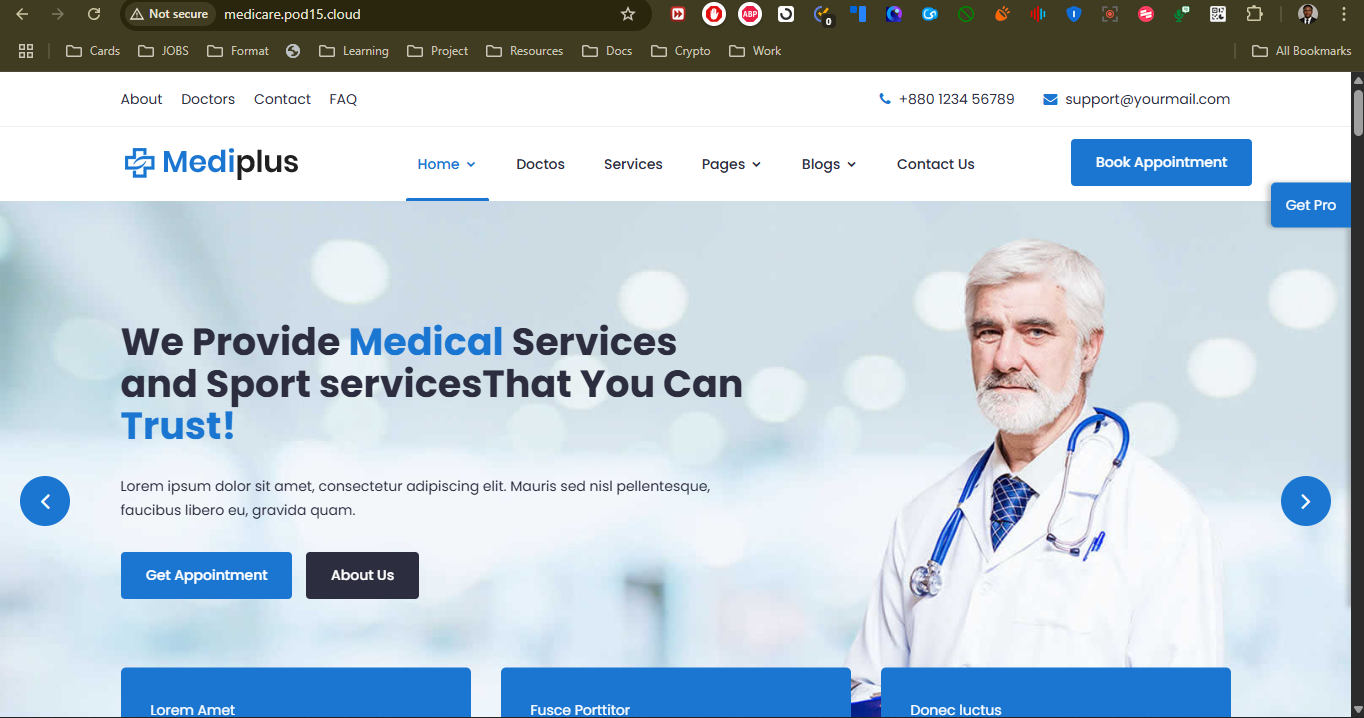 Not secure medicare.pod15.cloud
ABP
0
Cards JOBS Format Learning Project Resources Docs Crypto Work All Bookmarks
About Doctors Contact FAQ +880 1234 56789 support@yourmail.com
Mediplus Home Doctos Services Pages Blogs Contact Us Book Appointment
Get Pro
We Provide Medical Services
and Sport servicesThat You Can
Trust!
Lorem ipsum dolor sit amet, consectetur adipiscing elit. Mauris sed nisl pellentesque,
faucibus libero eu, gravida quam.
Get Appointment About Us
Lorem Amet Fusce Porttitor Donec luctus